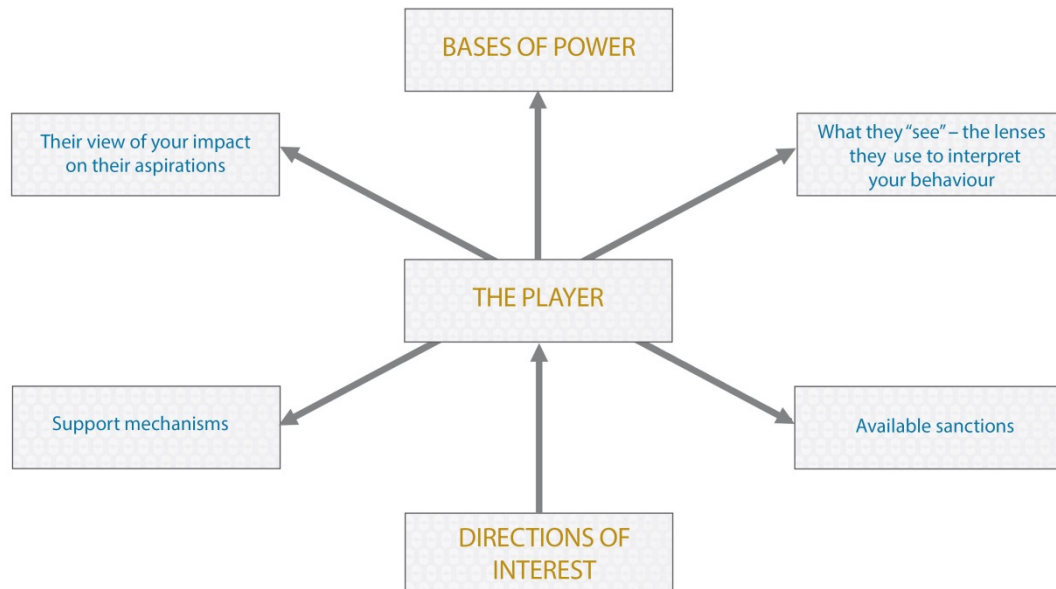 BASES OF POWER
Their view of your impact
on their aspirations
What they “see” – the lenses
they use to interpret
your behaviour
THE PLAYER
Support mechanisms
Available sanctions
DIRECTIONS OF
INTEREST